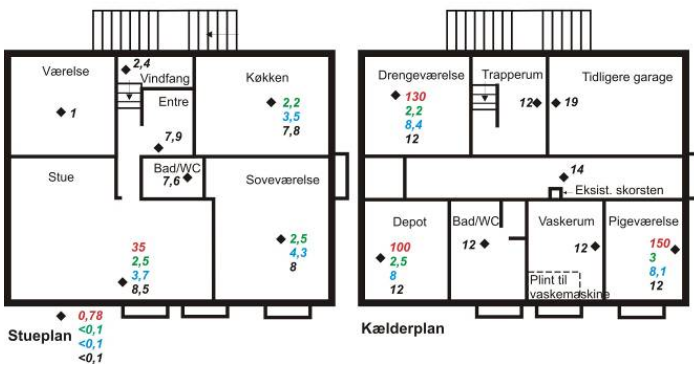 Værelse
1
2,4
Vindfang
Entre
7,9
Køkken
2,2
3,5
7,8
Stue
35
2,5
3,7
8,5
Bad/WC
7,6
Soveværelse
2,5
4,3
8
Stueplan
0,78
<0,1
<0,1
<0,1
Drengeværelse
130
2,2
8,4
12
Trapperum
12
Tidligere garage
19
14
Eksist. skorsten
Depot
100
2,5
8
12
Bad/WC
12
Vaskerum
12
Plint til
vaskemaskine
Pigeværelse
150
3
8,1
12
Kælderplan